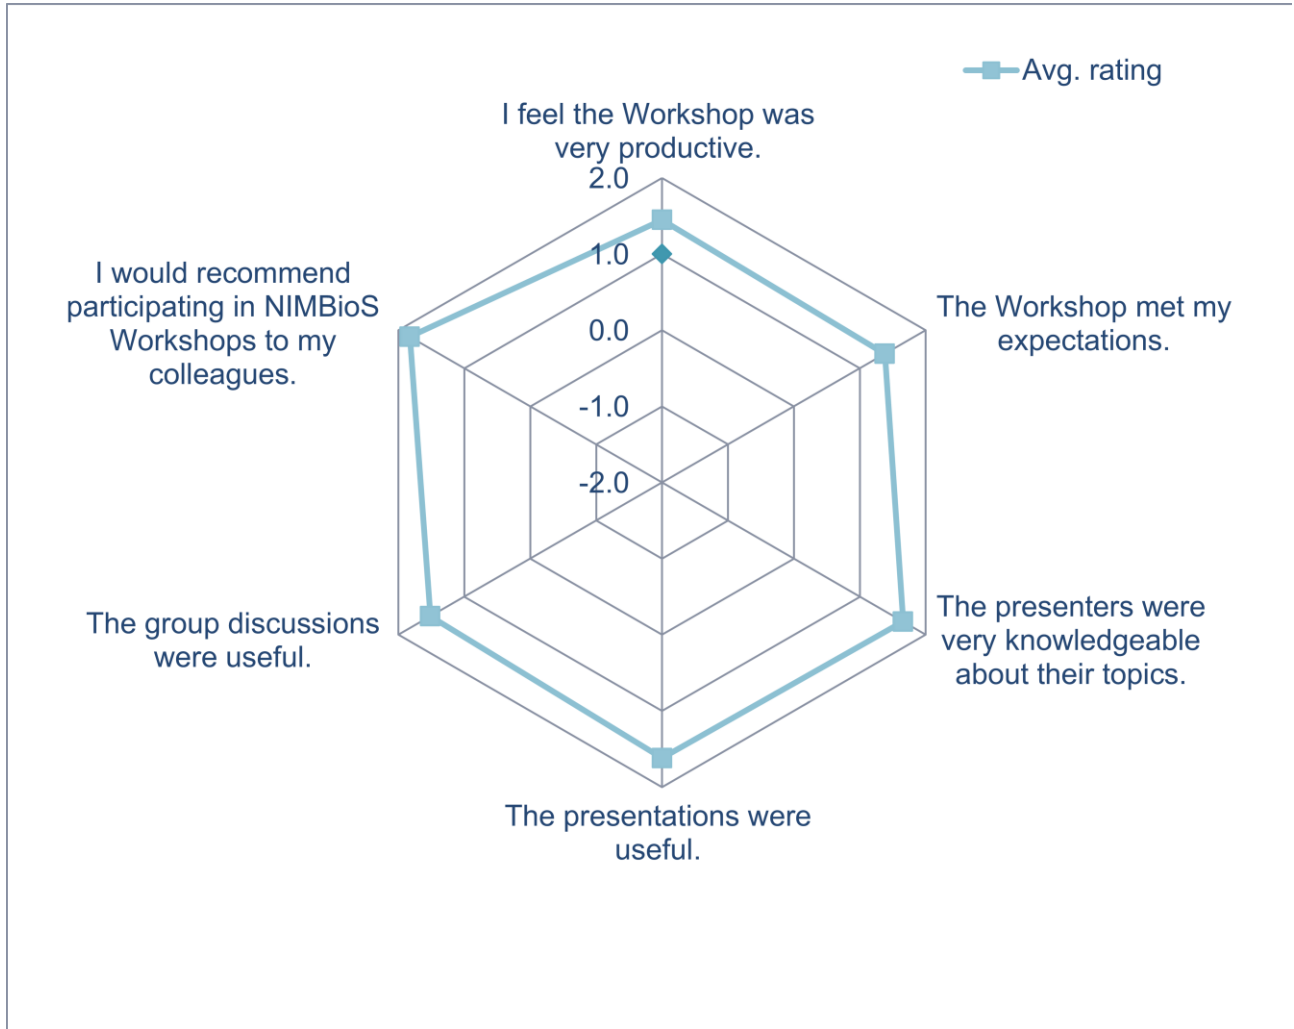 Avg. rating
I feel the Workshop was
very productive.
2.0
1.0
0.0
-1.0
-2.0
The Workshop met my
expectations.
The presenters were
very knowledgeable
about their topics.
The presentations were
useful.
The group discussions
were useful.
I would recommend
participating in NIMBioS
Workshops to my
colleagues.